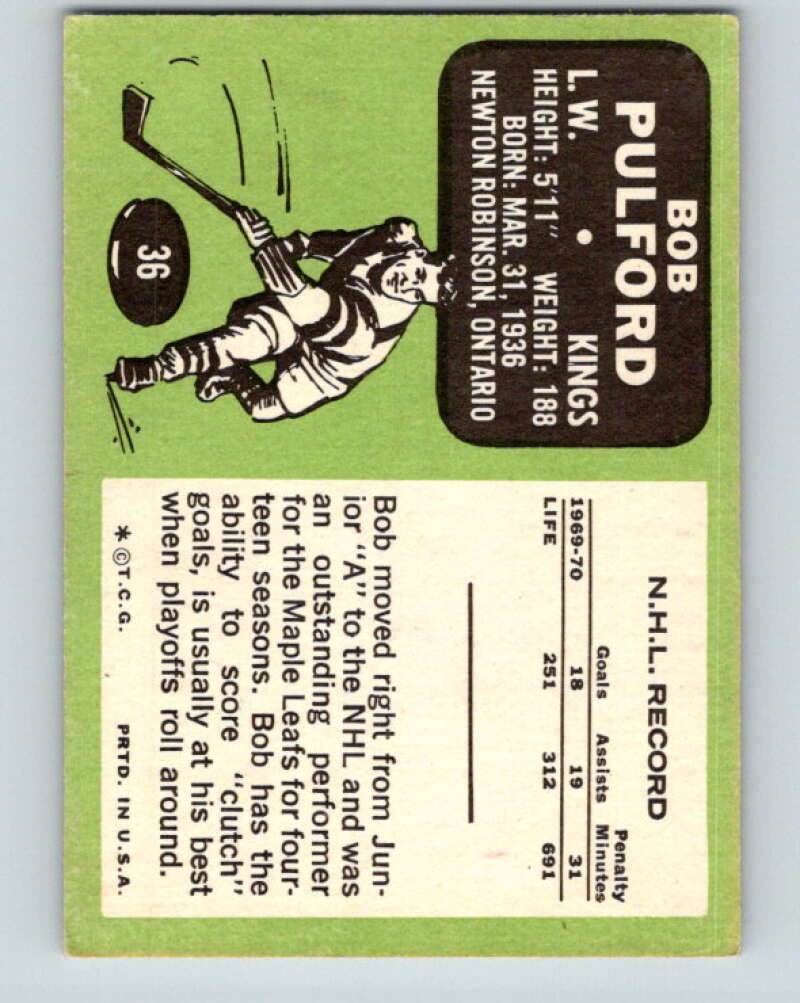 BOB
PULFORD
L.W. • KINGS
HEIGHT: 5'11" WEIGHT: 188
BORN: MAR. 31, 1936
NEWTON ROBINSON, ONTARIO
36
N.H.L. RECORD
Goals Assists Penalty Minutes
1969-70 18 19 31
LIFE 251 312 691
Bob moved right from Jun-
ior "A" to the NHL and was
an outstanding performer
for the Maple Leafs for four-
teen seasons. Bob has the
ability to score "clutch"
goals, is usually at his best
when playoffs roll around.
* © T.C.G. PRTD. IN U.S.A.